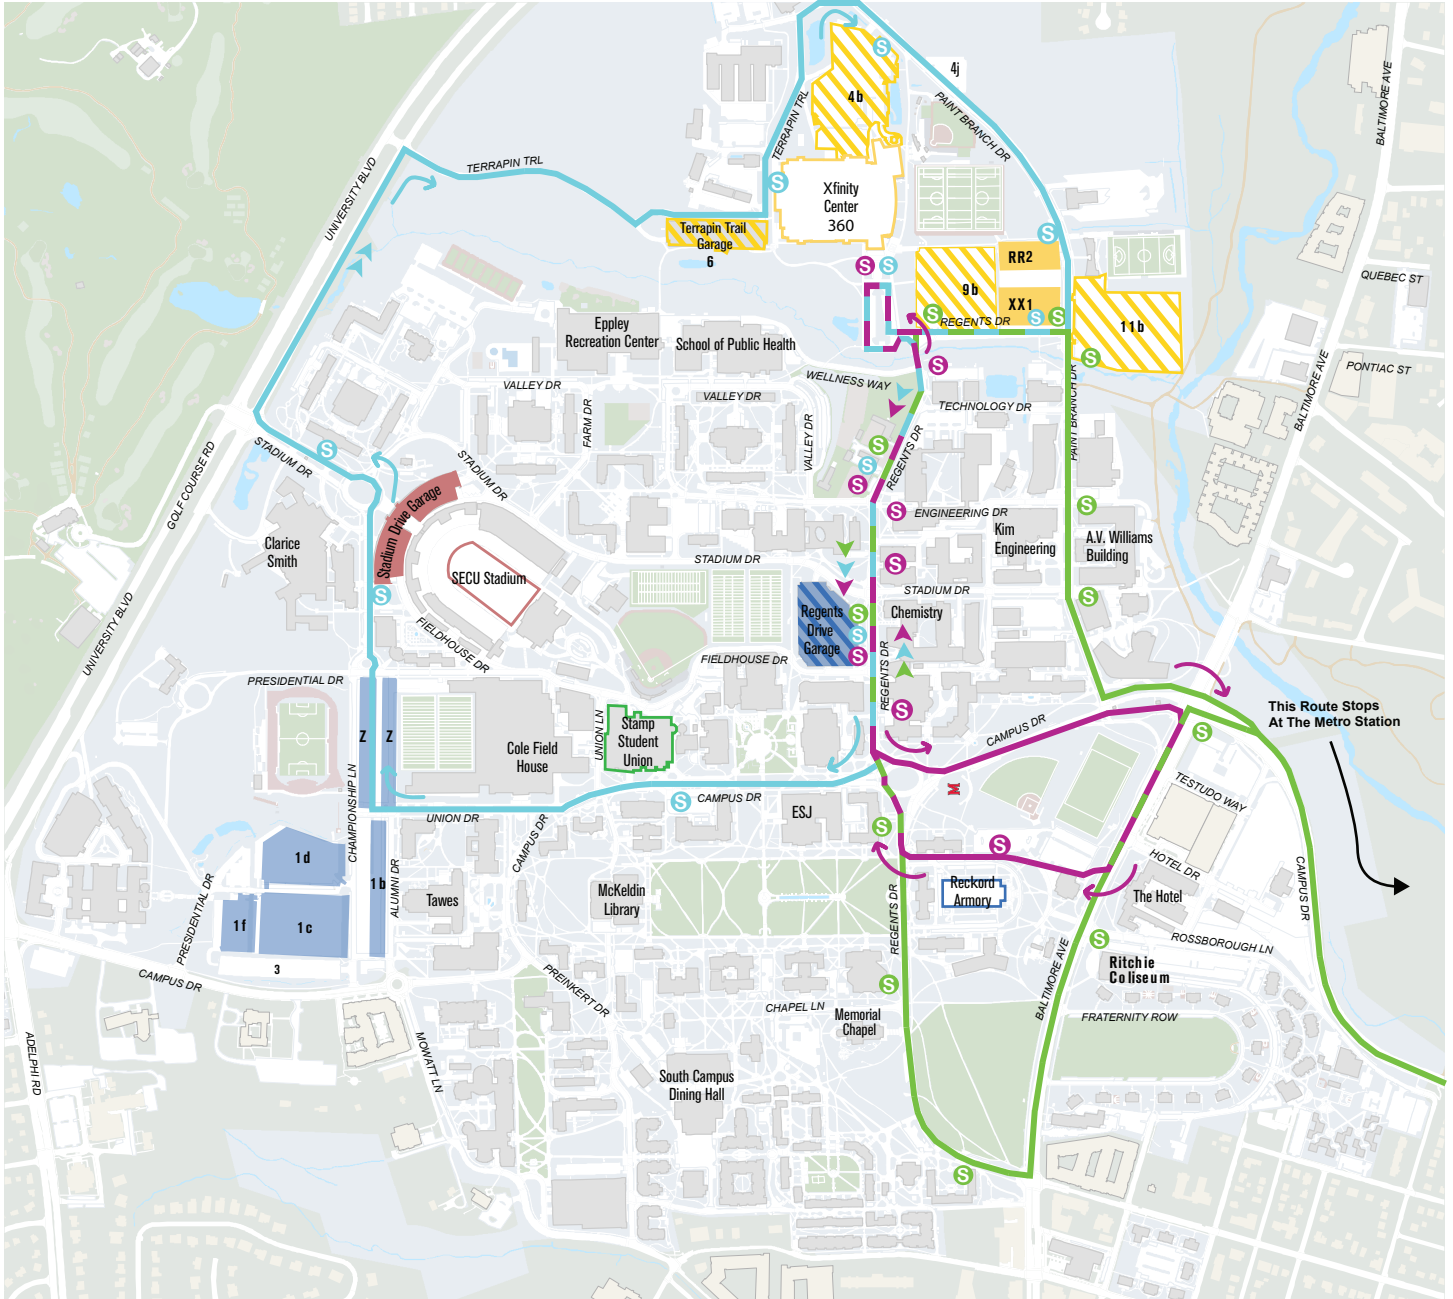 4j
BALTIMORE AVE
4b
PAINT BRANCH DR
TERRAPIN TRL
TERRAPIN TRL
UNIVERSITY BLVD
S
S
Xfinity
Center
360
Terrapin Trail
Garage
6
S
S
S
RR2
QUEBEC ST
9b
XX1
S
S
S
REGENTS DR
11b
Eppley
Recreation Center
School of Public Health
S
S
PONTIAC ST
BALTIMORE AVE
WELLNESS WAY
VALLEY DR
VALLEY DR
FARM DR
VALLEY DR
TECHNOLOGY DR
PAINT BRANCH DR
REGENTS DR
S
S
S
S
STADIUM DR
STADIUM DR
GOLF COURSE RD
Stadium Drive Garage
S
ENGINEERING DR
S
Kim
Engineering
A.V. Williams
Building
Clarice
Smith
STADIUM DR
S
SECU Stadium
STADIUM DR
S
S
Regents
Drive
Garage
S
S
S
Chemistry
UNIVERSITY BLVD
FIELDHOUSE DR
FIELDHOUSE DR
REGENTS DR
PRESIDENTIAL DR
S
This Route Stops
At The Metro Station
UNION LN
Stamp
Student
Union
CAMPUS DR
S
Z
Z
Cole Field
House
TESTUDO WAY
M
CHAMPIONSHIP LN
S
CAMPUS DR
ESJ
UNION DR
CAMPUS DR
S
S
1d
HOTEL DR
CAMPUS DR
1b
ALUMNI DR
PRESIDENTIAL DR
Tawes
McKeldin
Library
Reckord
Armory
The Hotel
REGENTS DR
1f
1c
S
ROSSBOROUGH LN
3
Ritchie
Coliseum
CAMPUS DR
PREINKERT DR
S
BALTIMORE AVE
CHAPEL LN
Memorial
Chapel
FRATERNITY ROW
ADELPHI RD
MOWATT LN
South Campus
Dining Hall
S